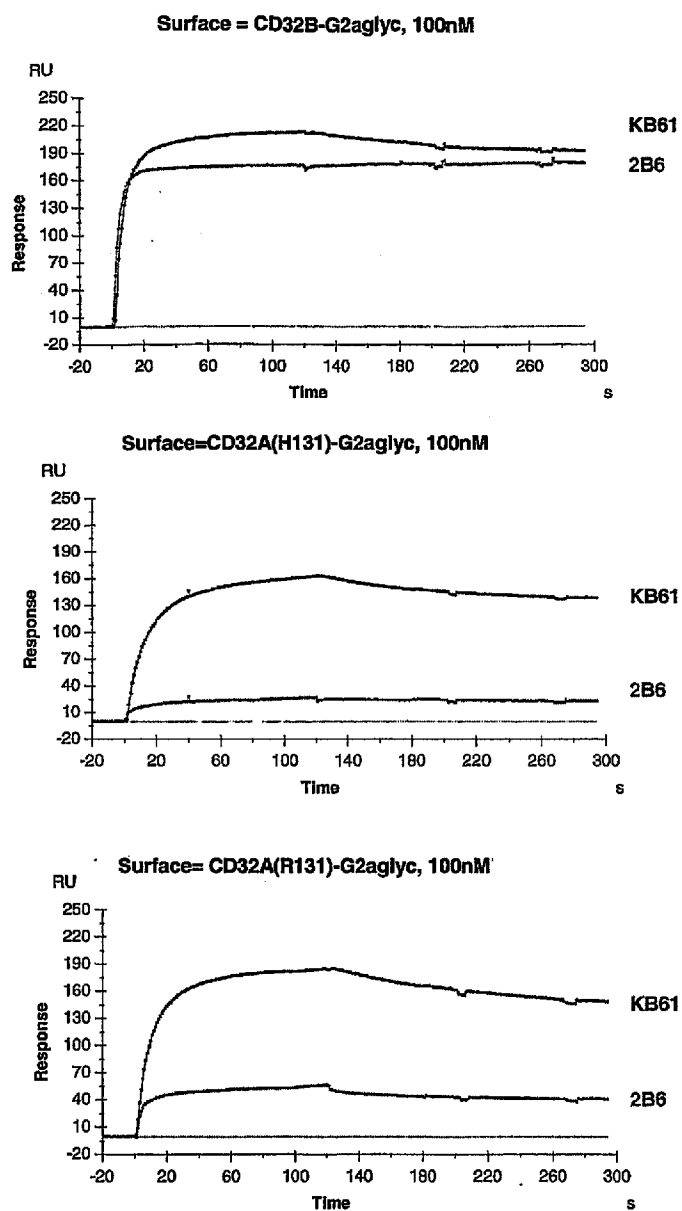 Surface = CD32B-G2aglyc, 100nM
RU
250
220
190
160
130
100
70
40
10
-20
Response
KB61
2B6
-20 20 60 100 140 180 220 260 300
Time s
Surface=CD32A(H131)-G2aglyc, 100nM
RU
250
220
190
160
130
100
70
40
10
-20
Response
KB61
2B6
-20 20 60 100 140 180 220 260 300
Time s
Surface= CD32A(R131)-G2aglyc, 100nM
RU
250
220
190
160
130
100
70
40
10
-20
Response
KB61
2B6
-20 20 60 100 140 180 220 260 300
Time s